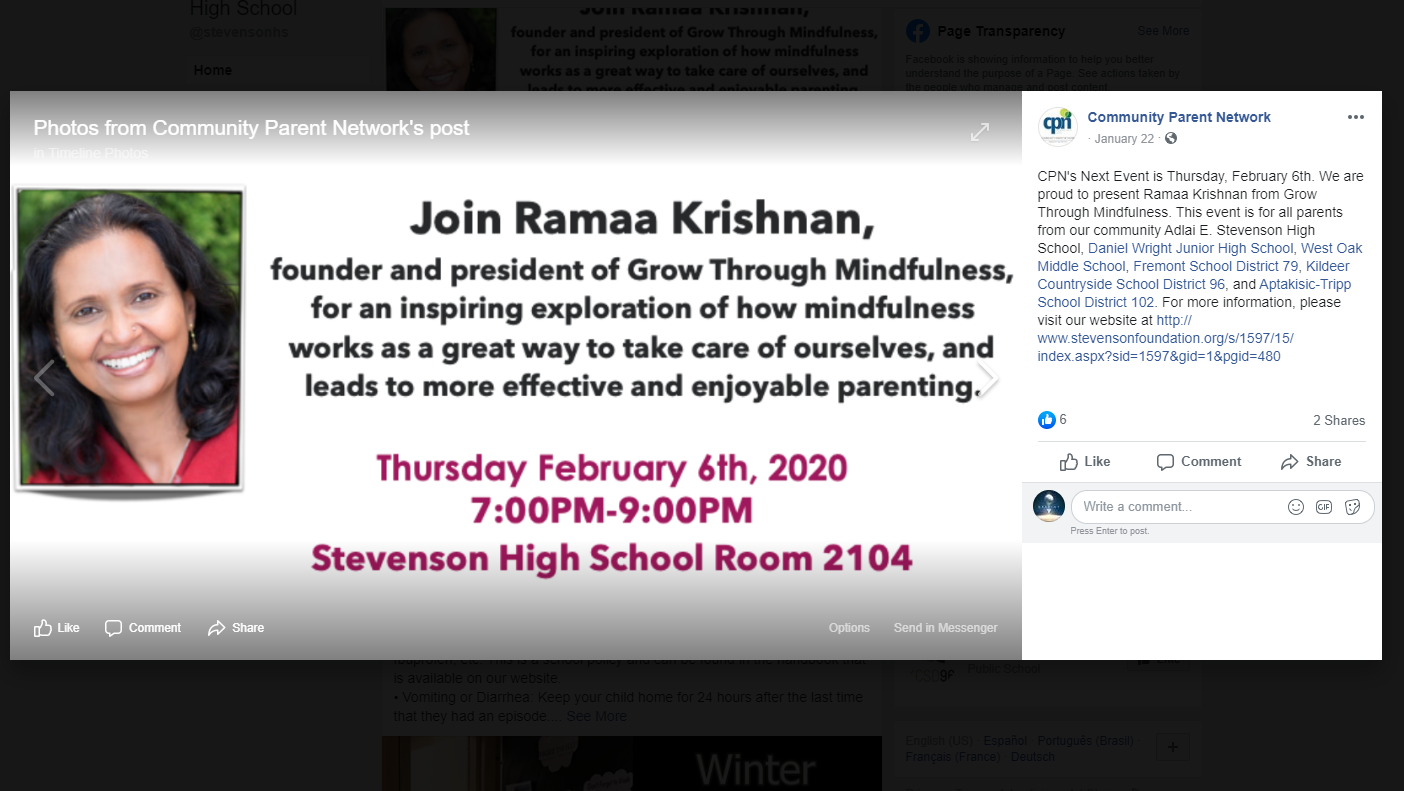 High School
@stevensonhs
Home
Join Ramaa Krishnan,
founder and president of Grow Through Mindfulness,
for an inspiring exploration of how mindfulness
works as a great way to take care of ourselves, and
leads to more effective and enjoyable parenting.
Page Transparency
See More
Facebook is showing information to help you better
understand the purpose of a Page. See actions taken by
the people who manage and post content.
Photos from Community Parent Network's post
in Timeline Photos
Join Ramaa Krishnan,
founder and president of Grow Through Mindfulness,
for an inspiring exploration of how mindfulness
works as a great way to take care of ourselves, and
leads to more effective and enjoyable parenting.
Thursday February 6th, 2020
7:00PM-9:00PM
Stevenson High School Room 2104
Like Comment Share
Options Send in Messenger
cpn
Community Parent Network
· January 22 ·
CPN's Next Event is Thursday, February 6th. We are
proud to present Ramaa Krishnan from Grow
Through Mindfulness. This event is for all parents
from our community Adlai E. Stevenson High
School, Daniel Wright Junior High School, West Oak
Middle School, Fremont School District 79, Kildeer
Countryside School District 96, and Aptakisic-Tripp
School District 102. For more information, please
visit our website at http://
www.stevensonfoundation.org/s/1597/15/
index.aspx?sid=1597&gid=1&pgid=480
6
2 Shares
Like Comment Share
Write a comment...
GIF
Press Enter to post.
is available on our website.
• Vomiting or Diarrhea: Keep your child home for 24 hours after the last time
that they had an episode.... See More
Winter
Public School
English (US) · Español · Português (Brasil) ·
Français (France) · Deutsch
+